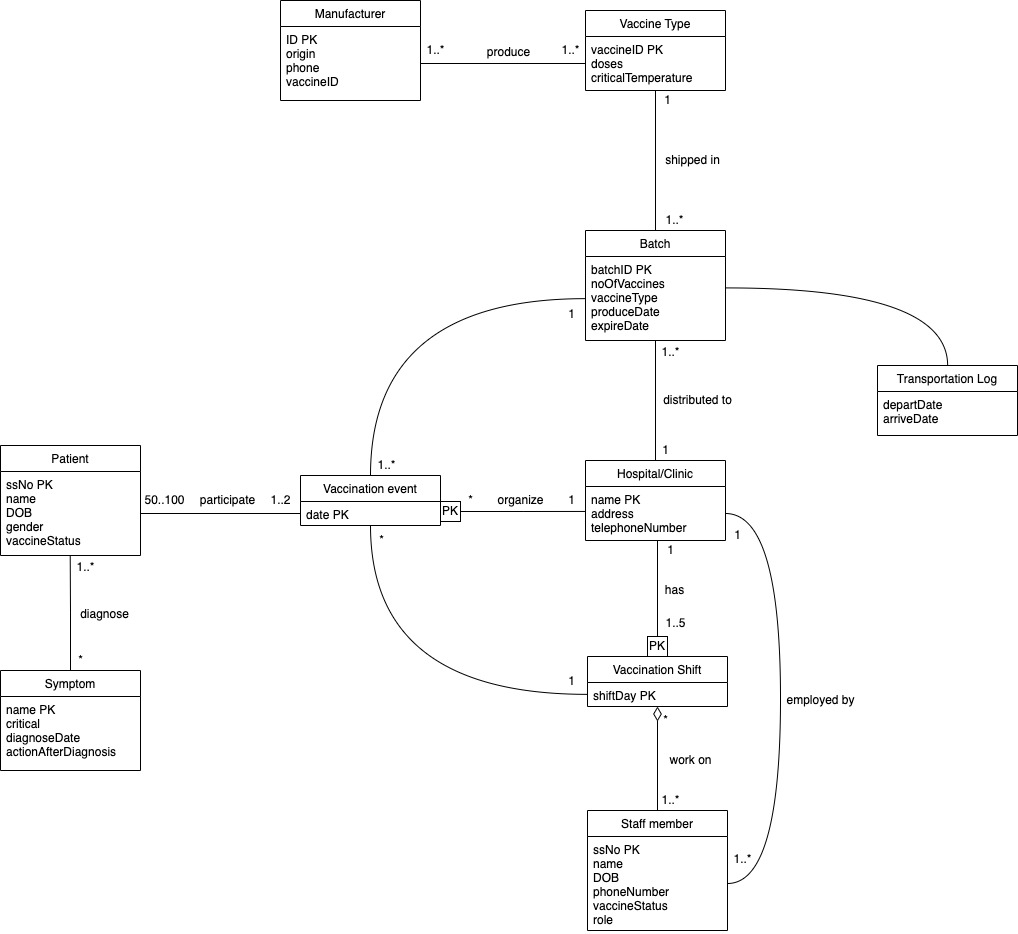 Manufacturer
ID PK
origin
phone
vaccineID
1..*
produce
1..*
Vaccine Type
vaccineID PK
doses
criticalTemperature
1
shipped in
1..*
Batch
batchID PK
noOfVaccines
vaccineType
produceDate
expireDate
1
1..*
distributed to
1
Transportation Log
departDate
arriveDate
Patient
ssNo PK
name
DOB
gender
vaccineStatus
50..100
participate
1..2
1..*
Vaccination event
date PK
PK
*
organize
1
Hospital/Clinic
name PK
address
telephoneNumber
*
1
1
has
1..5
PK
1..*
diagnose
*
Symptom
name PK
critical
diagnoseDate
actionAfterDiagnosis
Vaccination Shift
shiftDay PK
1
*
work on
1..*
employed by
Staff member
ssNo PK
name
DOB
phoneNumber
vaccineStatus
role
1..*